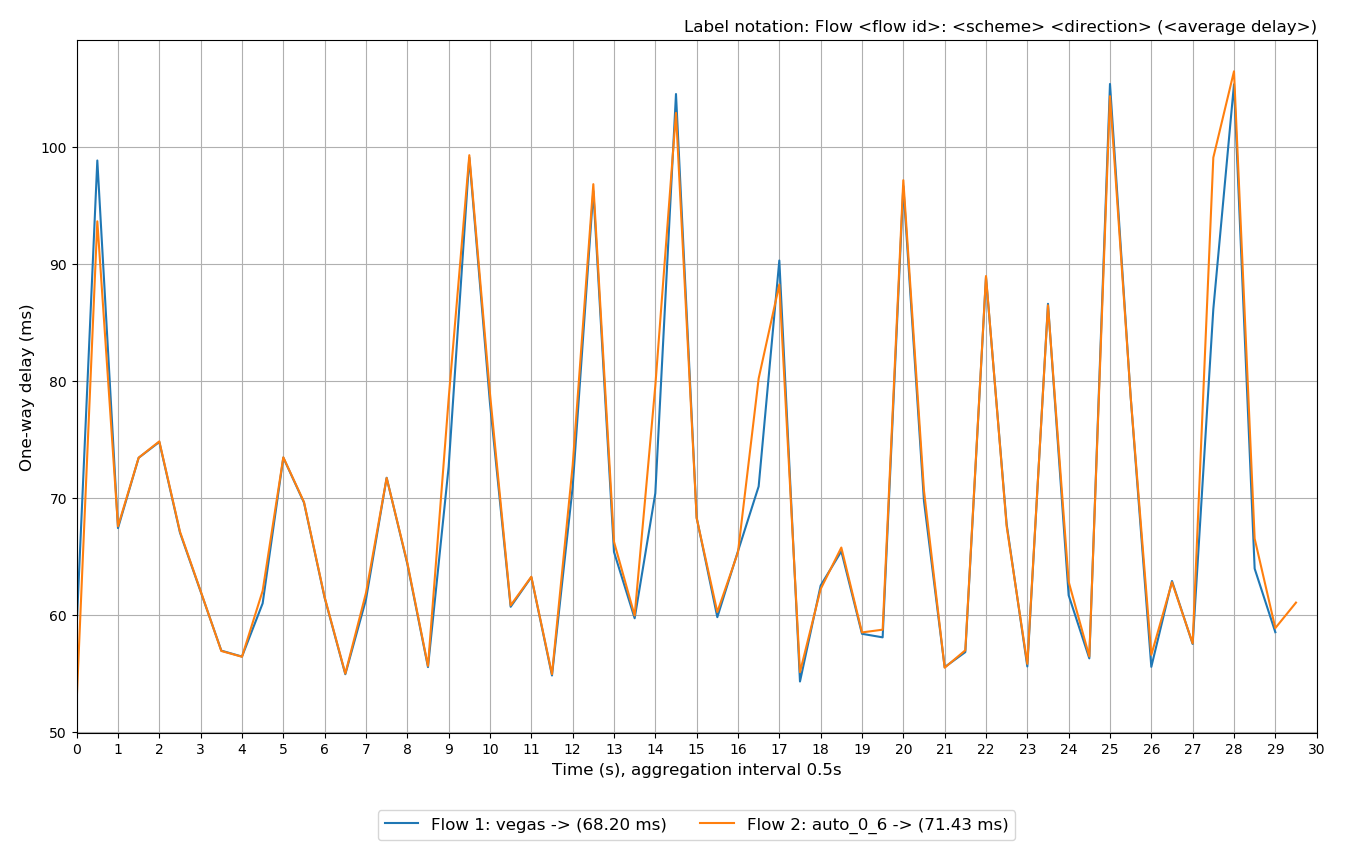 Label notation: Flow <flow id>: <scheme> <direction> (<average delay>)
One-way delay (ms)
100
90
80
70
60
50
0 1 2 3 4 5 6 7 8 9 10 11 12 13 14 15 16 17 18 19 20 21 22 23 24 25 26 27 28 29 30
Time (s), aggregation interval 0.5s
Flow 1: vegas -> (68.20 ms) Flow 2: auto_0_6 -> (71.43 ms)